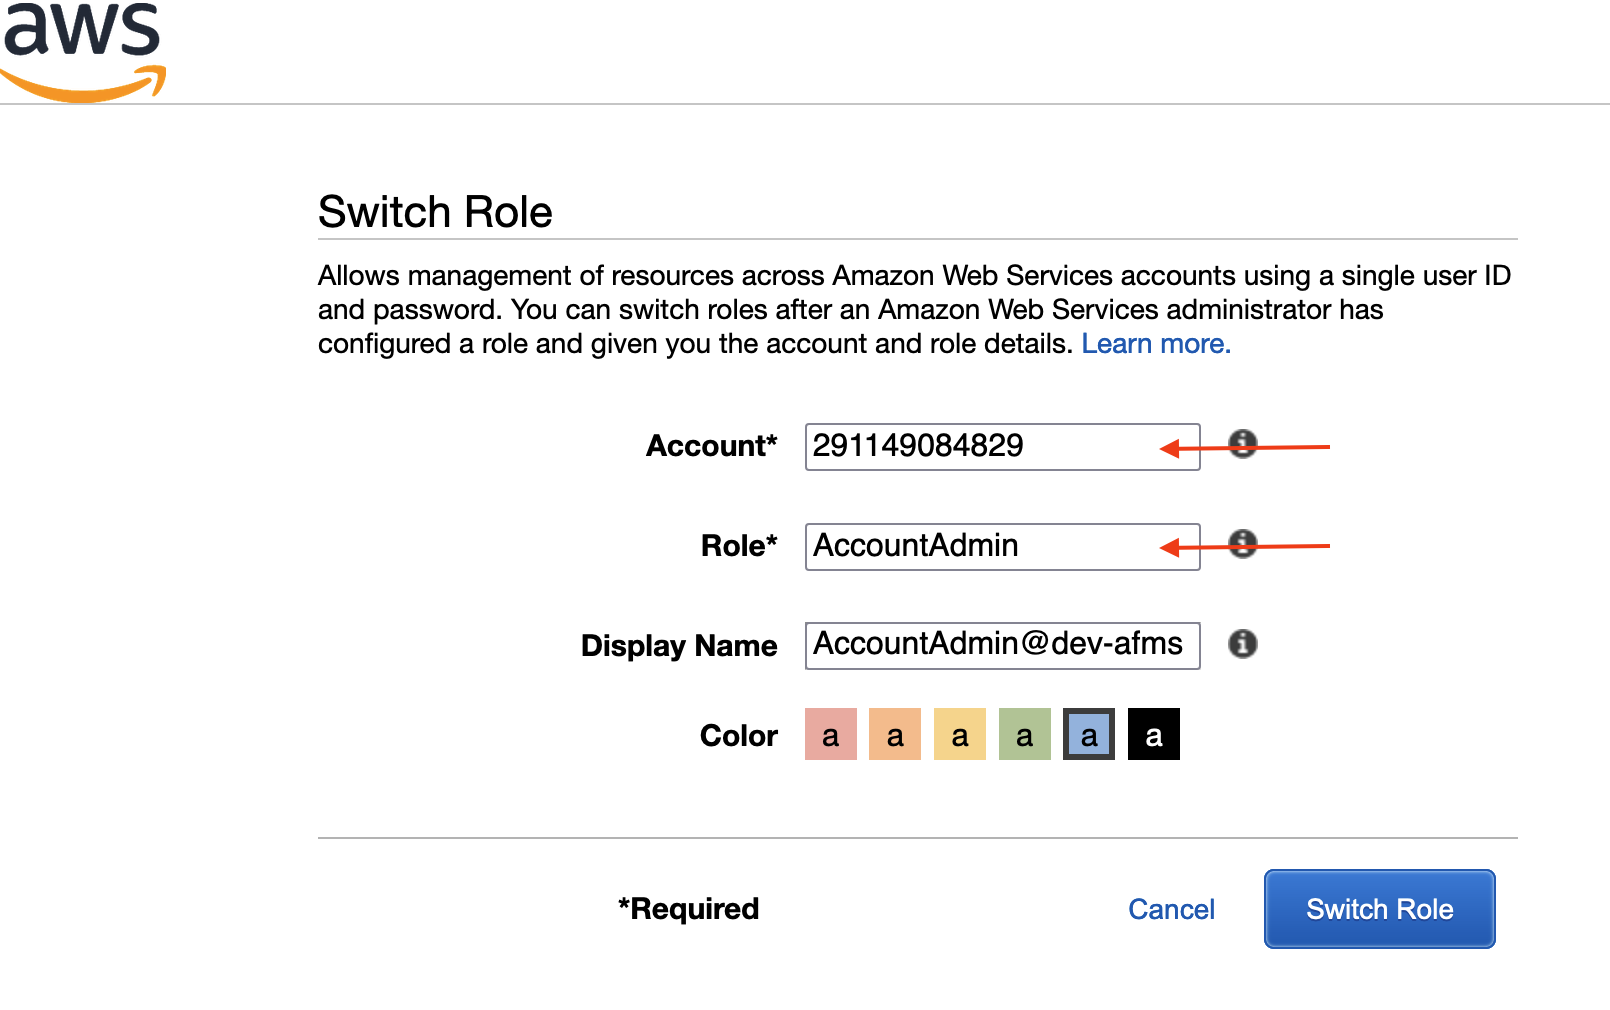 aws
Switch Role
Allows management of resources across Amazon Web Services accounts using a single user ID
and password. You can switch roles after an Amazon Web Services administrator has
configured a role and given you the account and role details. Learn more.
Account* 291149084829
Role* AccountAdmin
Display Name AccountAdmin@dev-afms
Color a a a a a a
*Required Cancel Switch Role